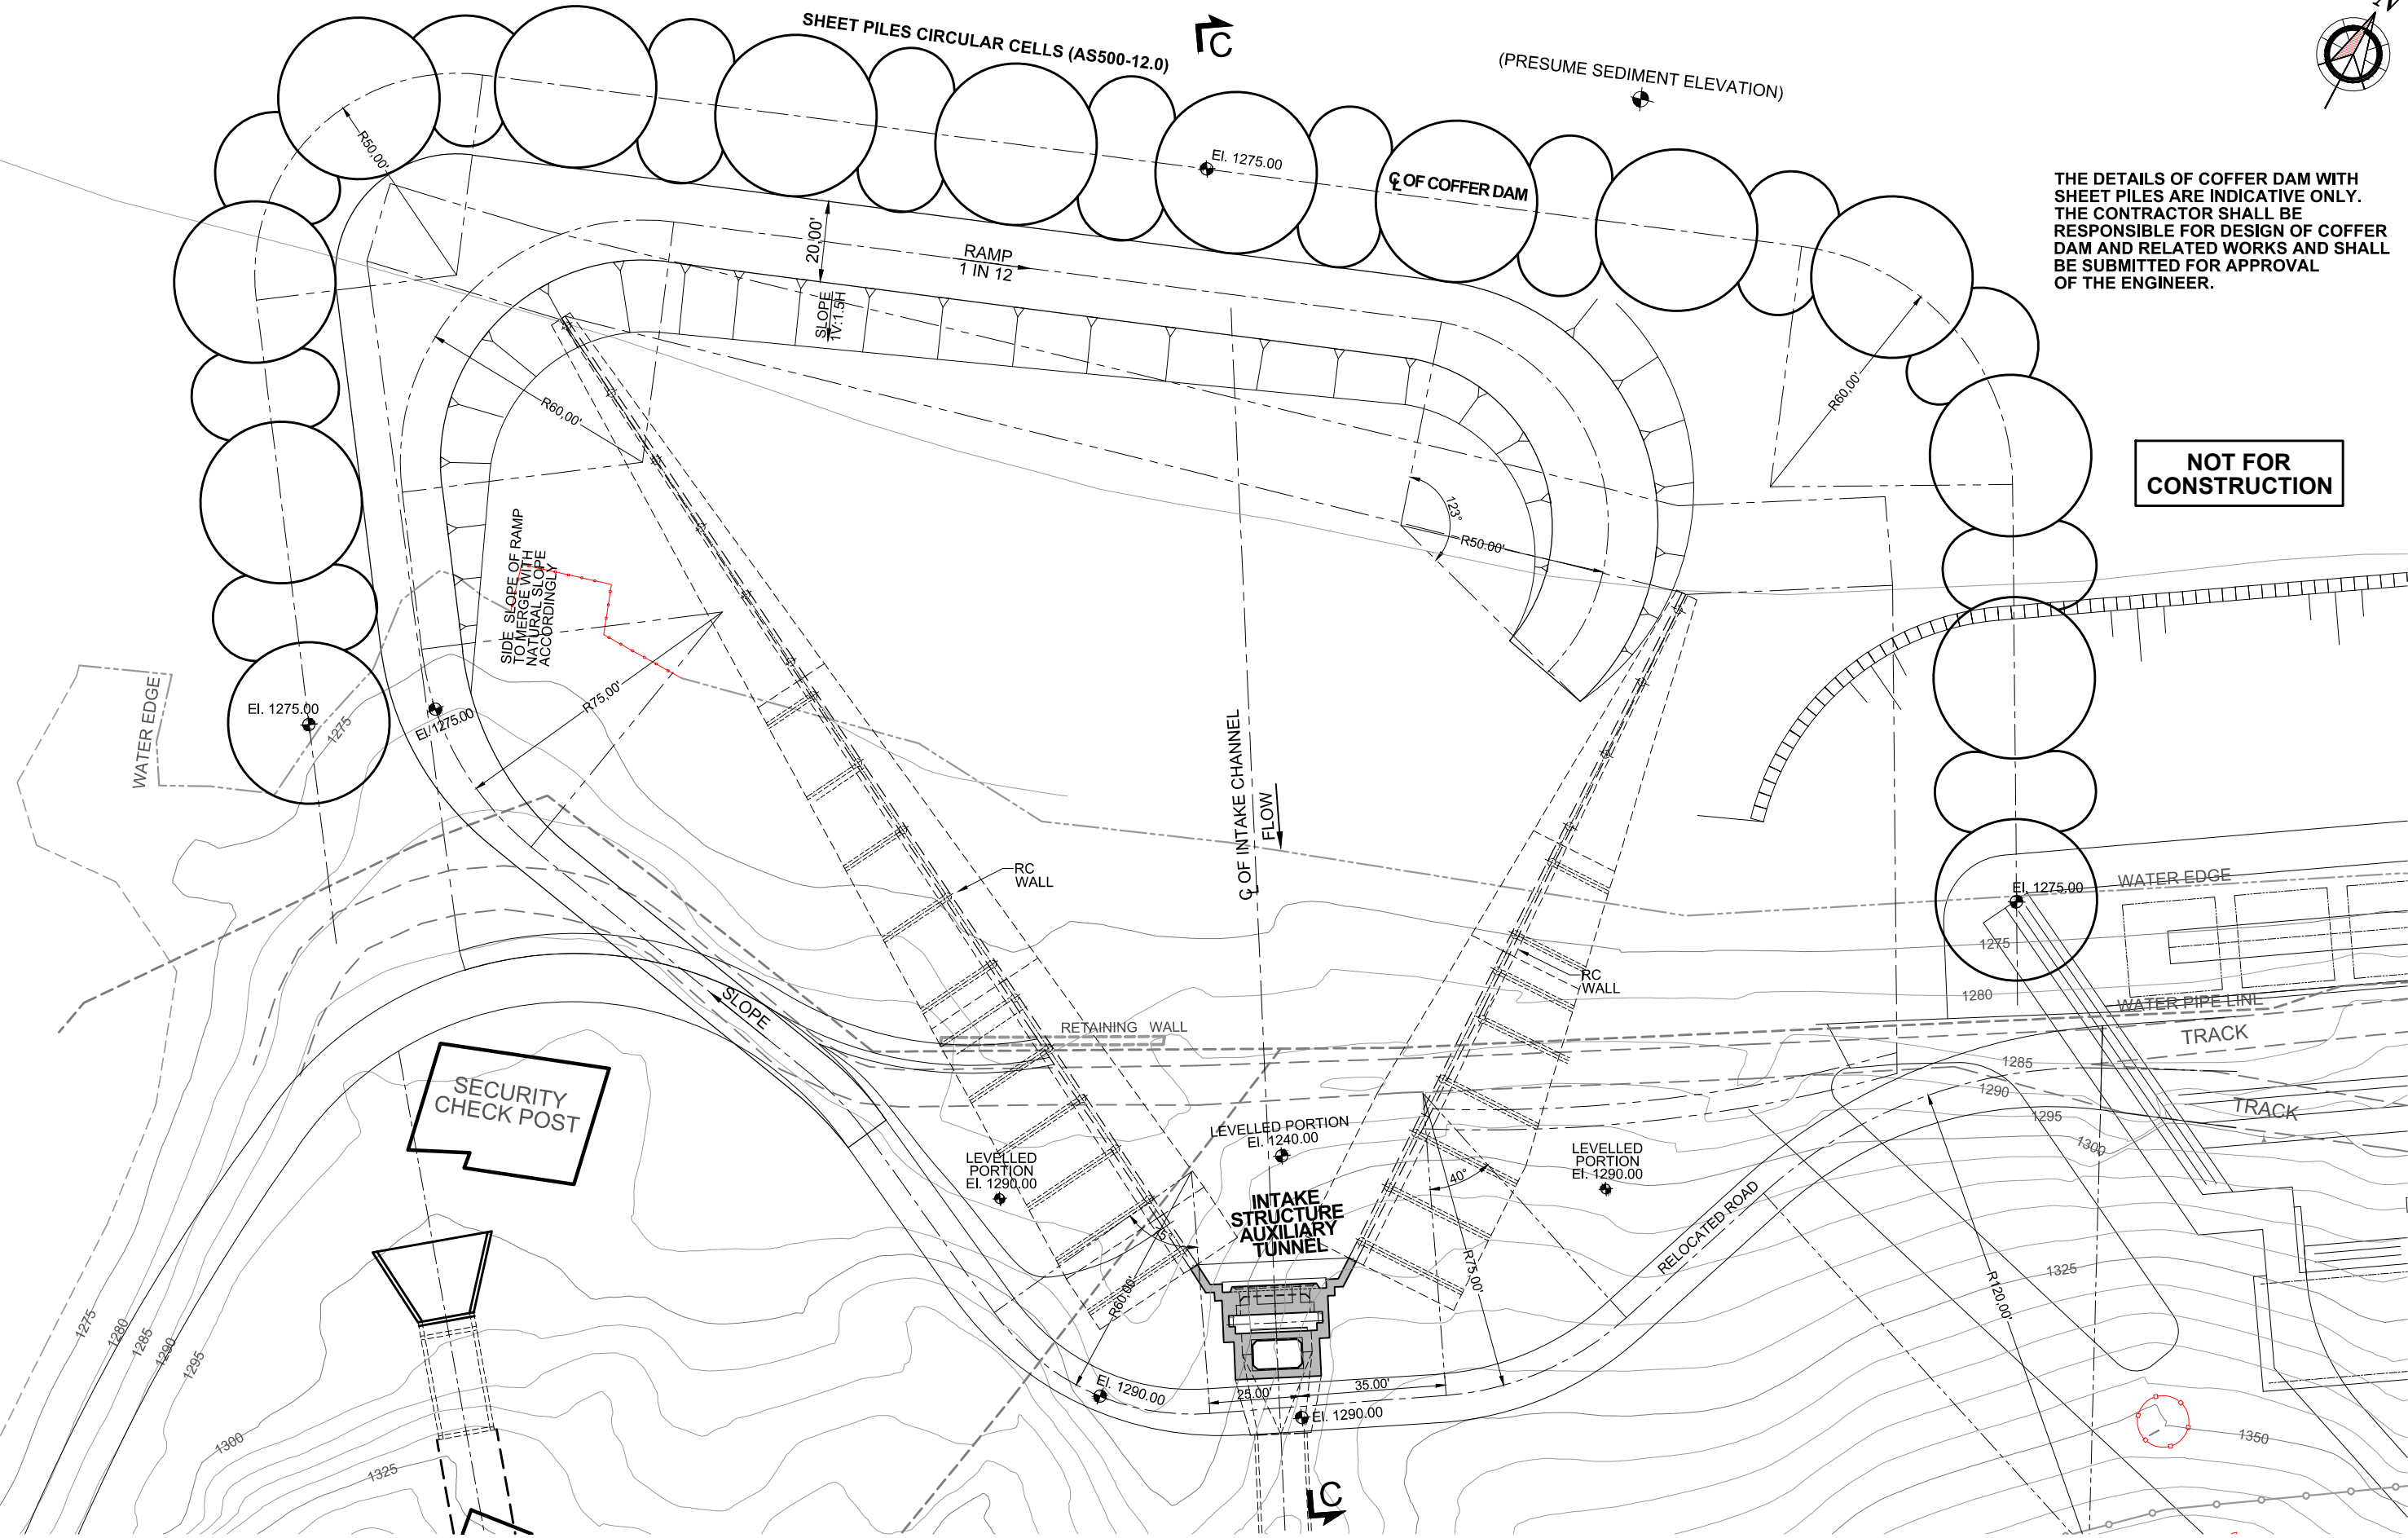 SHEET PILES CIRCULAR CELLS (AS500-12.0)
C
(PRESUME SEDIMENT ELEVATION)
N
THE DETAILS OF COFFER DAM WITH
SHEET PILES ARE INDICATIVE ONLY.
THE CONTRACTOR SHALL BE
RESPONSIBLE FOR DESIGN OF COFFER
DAM AND RELATED WORKS AND SHALL
BE SUBMITTED FOR APPROVAL
OF THE ENGINEER.
R50,00'
El. 1275.00
℄ OF COFFER DAM
20,00'
RAMP
1 IN 12
SLOPE
1V:1.5H
R60,00'
R60,00'
NOT FOR
CONSTRUCTION
123°
R50.00'
SIDE SLOPE OF RAMP
TO MERGE WITH
NATURAL SLOPE
ACCORDINGLY
WATER EDGE
El. 1275.00
1275
El. 1275.00
R75,00'
℄ OF INTAKE CHANNEL
FLOW
RC
WALL
RC
WALL
El. 1275.00
WATER EDGE
1275
1280
WATER PIPE LINE
TRACK
1285
1290
1295
TRACK
1300
SLOPE
RETAINING WALL
SECURITY
CHECK POST
LEVELLED PORTION
El. 1240.00
LEVELLED
PORTION
El. 1290.00
LEVELLED
PORTION
El. 1290.00
40°
INTAKE
STRUCTURE
AUXILIARY
TUNNEL
RELOCATED ROAD
R60,00'
R75.00'
R120.00'
1325
1275
1280
1285
1290
1295
El. 1290.00
25.00'
35.00'
El. 1290.00
1300
1325
1350
C